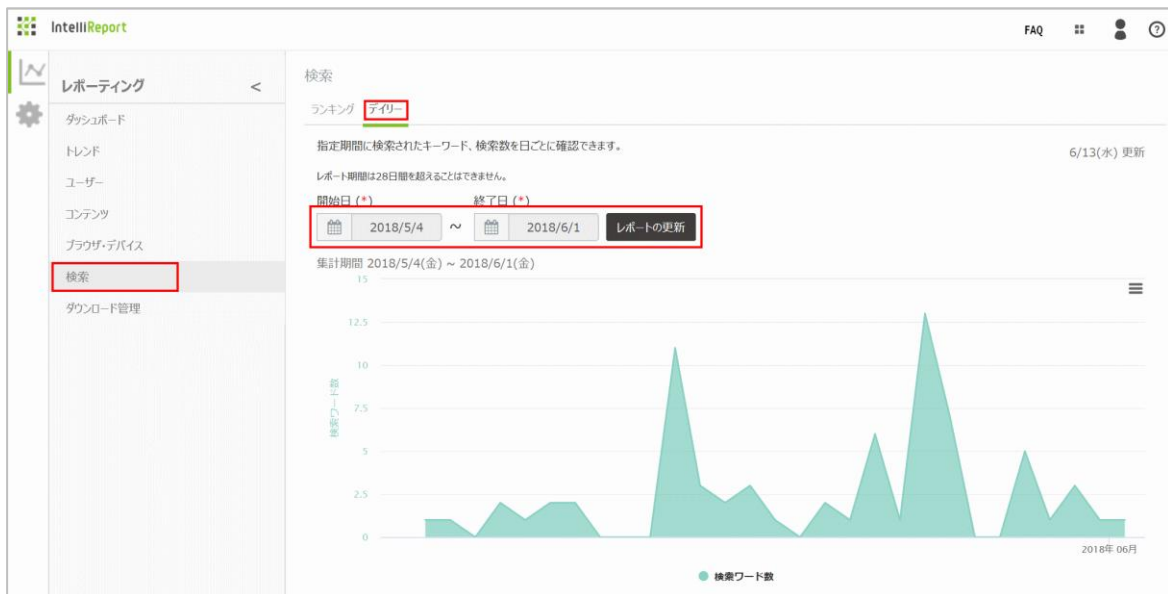 IntelliReport
FAQ
レポーティング <
ダッシュボード
トレンド
ユーザー
コンテンツ
ブラウザ・デバイス
検索
ダウンロード管理
検索
ランキング デイリー
指定期間に検索されたキーワード、検索数を日ごとに確認できます。
6/13(水) 更新
レポート期間は28日間を超えることはできません。
開始日 (*) 終了日 (*)
2018/5/4 ~ 2018/6/1 レポートの更新
集計期間 2018/5/4(金) ~ 2018/6/1(金)
15
12.5
10
7.5
5
2.5
0
検索ワード数
2018年 06月
検索ワード数